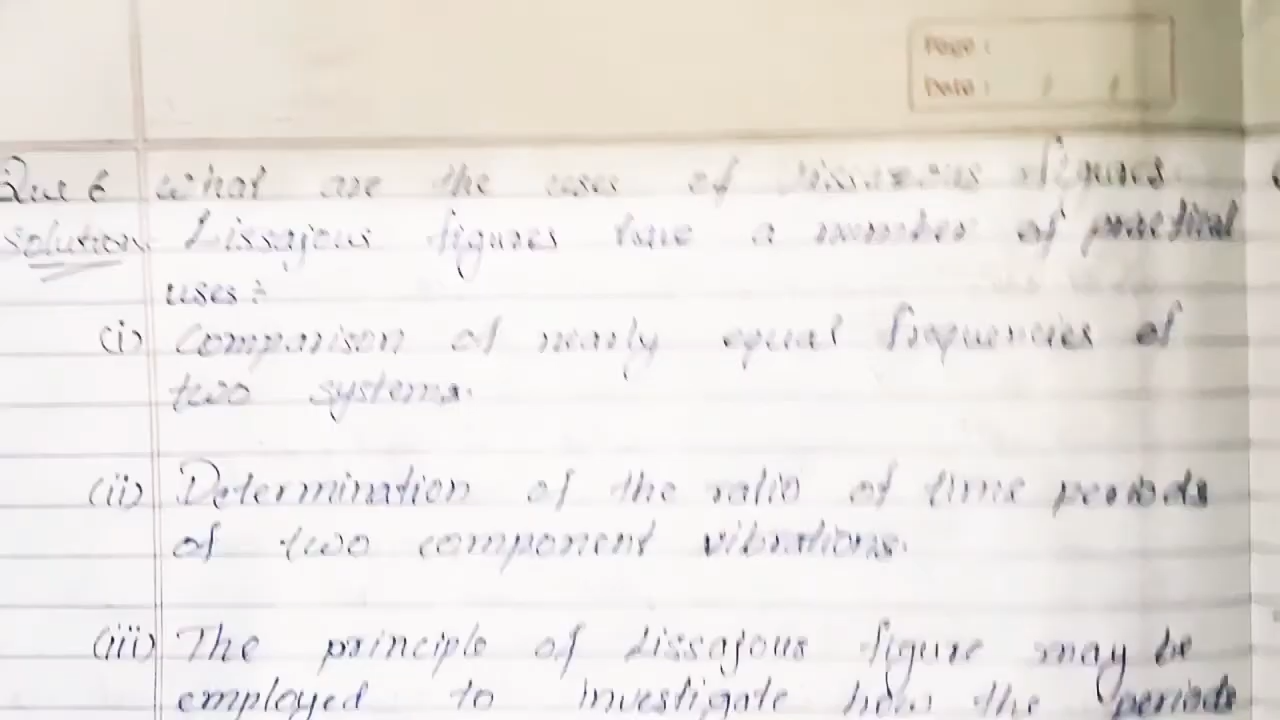 Page :
Date : / /
Que 6 What are the uses of Lissajous figures.
Solution Lissajous figures have a number of practical
uses :
(i) Comparison of nearly equal frequencies of
two systems.
(ii) Determination of the ratio of time periods
of two component vibrations.
(iii) The principle of Lissajous figure may be
employed to investigate how the periods